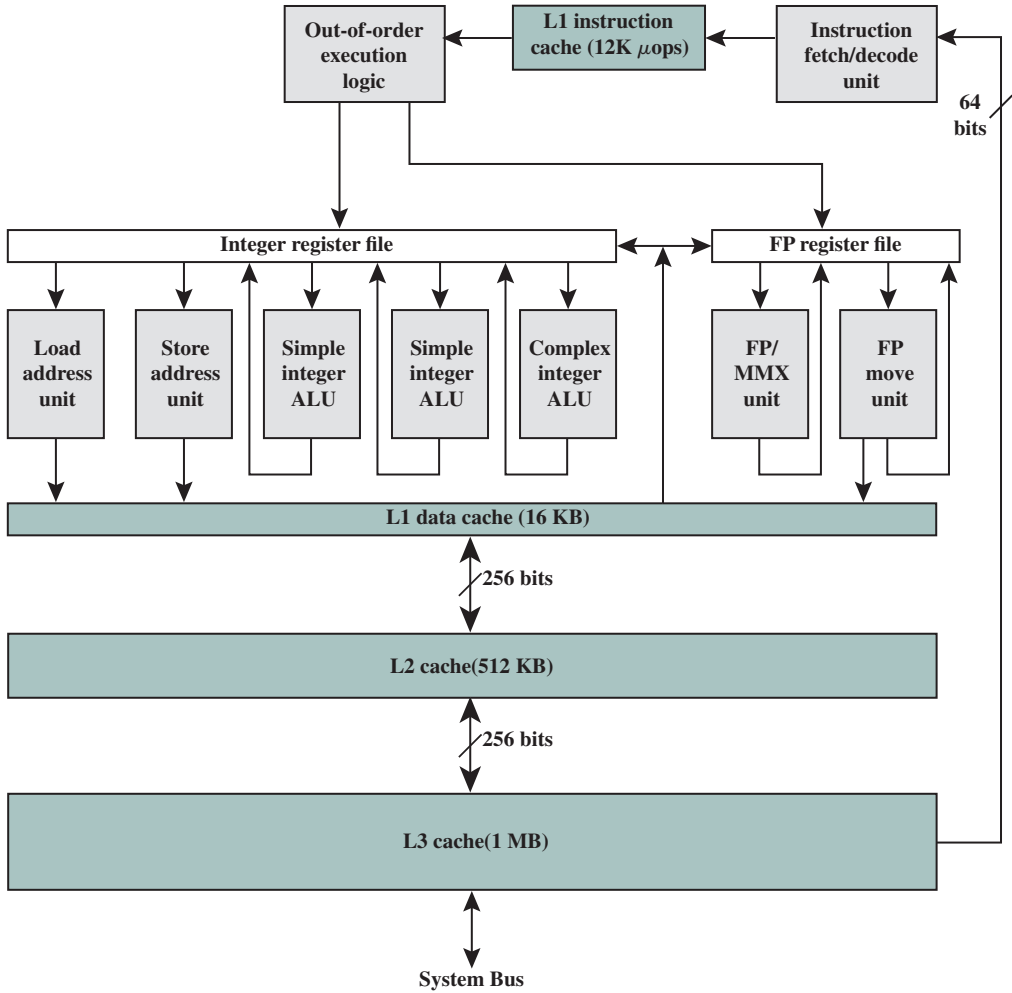 Out-of-order
execution
logic
L1 instruction
cache (12K μops)
Instruction
fetch/decode
unit
64
bits
Integer register file
FP register file
Load
address
unit
Store
address
unit
Simple
integer
ALU
Simple
integer
ALU
Complex
integer
ALU
FP/
MMX
unit
FP
move
unit
L1 data cache (16 KB)
256 bits
L2 cache(512 KB)
256 bits
L3 cache(1 MB)
System Bus